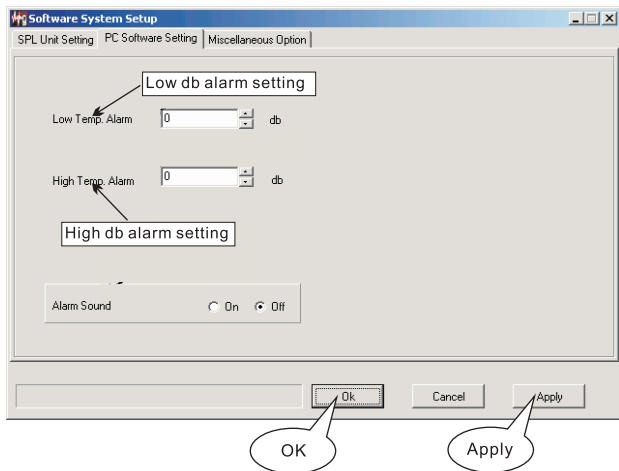 Software System Setup
SPL Unit Setting PC Software Setting Miscellaneous Option
Low db alarm setting
Low Temp. Alarm 0 db
High Temp. Alarm 0 db
High db alarm setting
Alarm Sound On Off
Ok Cancel Apply
OK Apply